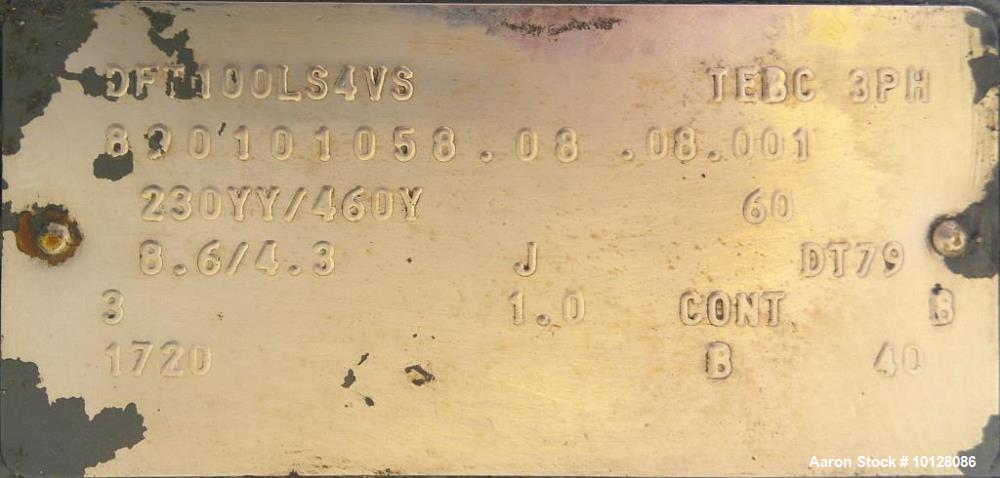 DFT100LS4VS TEBC 3PH
890101058.08 .08.001
230YY/460Y 60
8.6/4.3 J DT79
3 1.0 CONT B
1720 B 40
Aaron Stock # 10128086